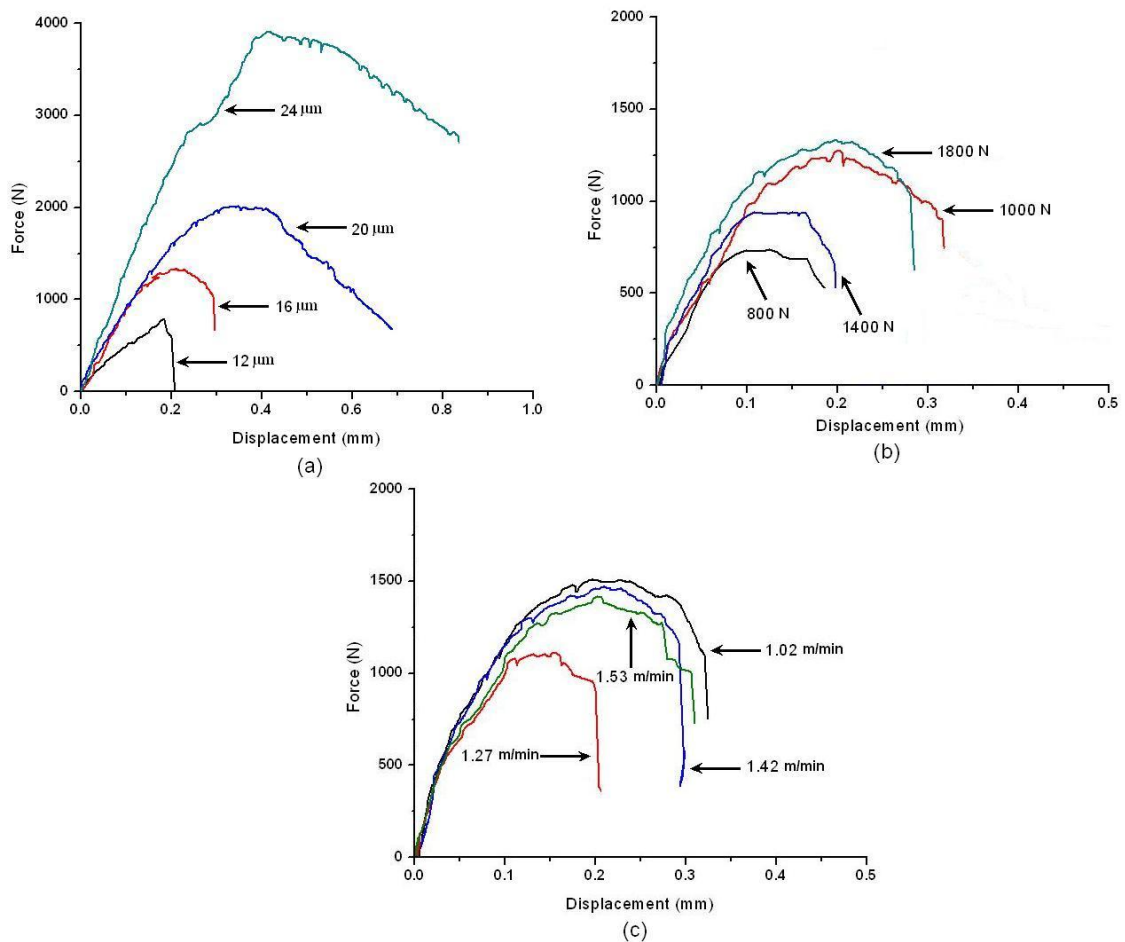 4000
3000
2000
1000
0
Force (N)
24 µm
20 µm
16 µm
12 µm
0.0 0.2 0.4 0.6 0.8 1.0
Displacement (mm)
(a)
2000
1500
1000
500
0
Force (N)
1800 N
1000 N
800 N
1400 N
0.0 0.1 0.2 0.3 0.4 0.5
Displacement (mm)
(b)
2000
1500
1000
500
0
Force (N)
1.02 m/min
1.53 m/min
1.27 m/min
1.42 m/min
0.0 0.1 0.2 0.3 0.4 0.5
Displacement (mm)
(c)